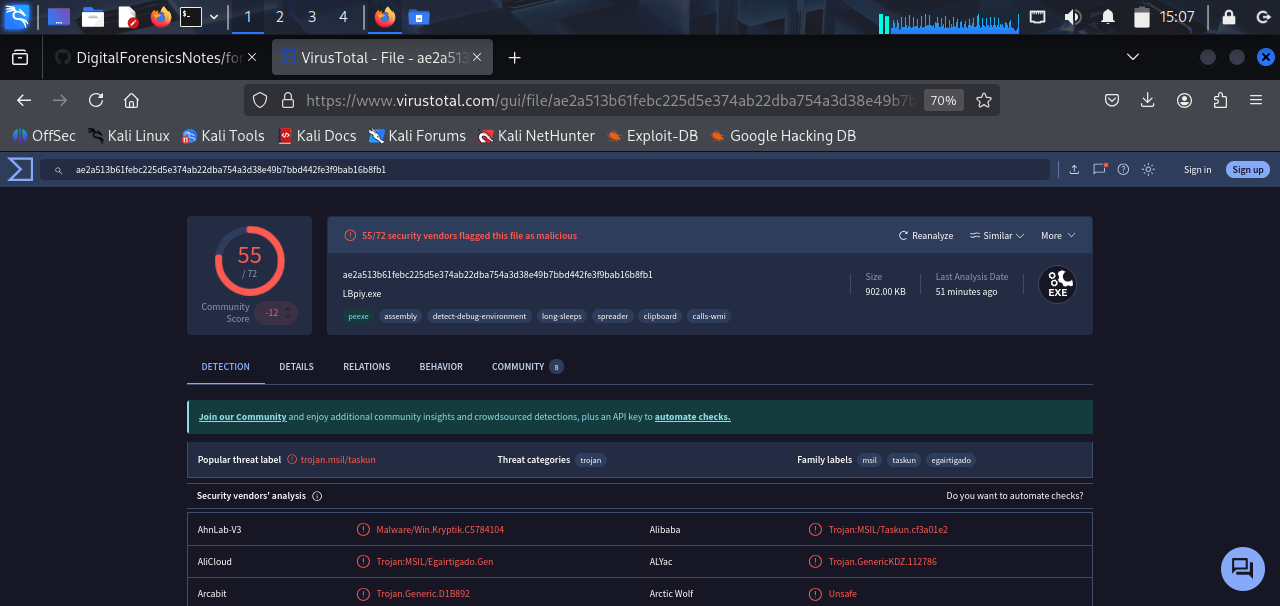 1 2 3 4 15:07
DigitalForensicsNotes/for VirusTotal - File - ae2a513
https://www.virustotal.com/gui/file/ae2a513b61febc225d5e374ab22dba754a3d38e49b7b 70%
OffSec Kali Linux Kali Tools Kali Docs Kali Forums Kali NetHunter Exploit-DB Google Hacking DB
ae2a513b61febc225d5e374ab22dba754a3d38e49b7bbd442fe3f9bab16b8fb1 Sign in Sign up
55
/ 72
Community
Score
-12
55/72 security vendors flagged this file as malicious Reanalyze Similar More
ae2a513b61febc225d5e374ab22dba754a3d38e49b7bbd442fe3f9bab16b8fb1
LBpiy.exe
Size
902.00 KB
Last Analysis Date
51 minutes ago
EXE
peexe assembly detect-debug-environment long-sleeps spreader clipboard calls-wmi
DETECTION DETAILS RELATIONS BEHAVIOR COMMUNITY 8
Join our Community and enjoy additional community insights and crowdsourced detections, plus an API key to automate checks.
Popular threat label trojan.msil/taskun Threat categories trojan Family labels msil taskun egairtigado
Security vendors' analysis Do you want to automate checks?
AhnLab-V3 Malware/Win.Kryptik.C5784104 Alibaba Trojan:MSIL/Taskun.cf3a01e2
AliCloud Trojan:MSIL/Egairtigado.Gen ALYac Trojan.GenericKDZ.112786
Arcabit Trojan.Generic.D1B892 Arctic Wolf Unsafe